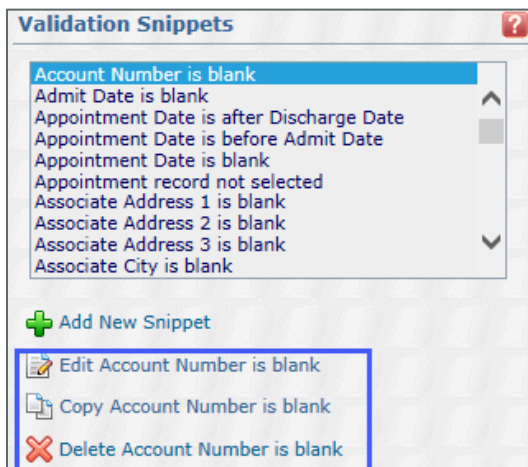 Validation Snippets ?
Account Number is blank
Admit Date is blank
Appointment Date is after Discharge Date
Appointment Date is before Admit Date
Appointment Date is blank
Appointment record not selected
Associate Address 1 is blank
Associate Address 2 is blank
Associate Address 3 is blank
Associate City is blank
Add New Snippet
Edit Account Number is blank
Copy Account Number is blank
Delete Account Number is blank